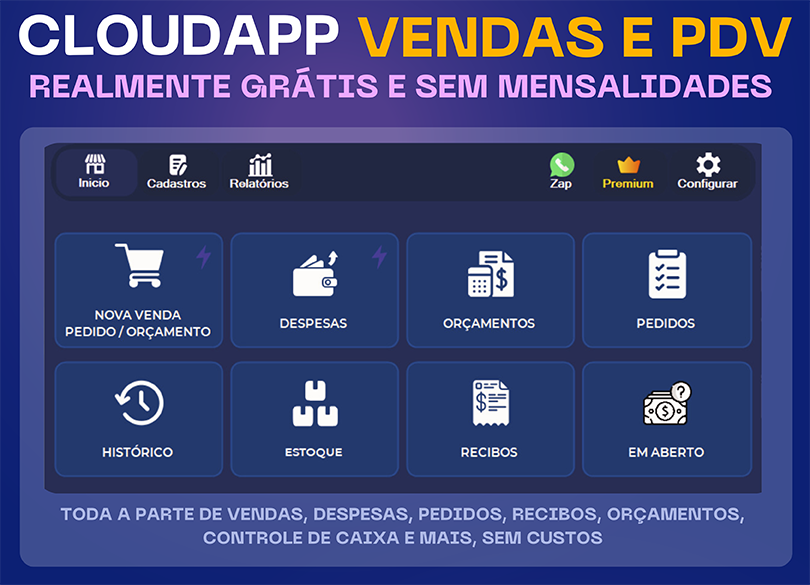 CLOUDAPP VENDAS E PDV
REALMENTE GRÁTIS E SEM MENSALIDADES
Inicio
Cadastros
Relatórios
Zap
Premium
Configurar
NOVA VENDA
PEDIDO / ORÇAMENTO
DESPESAS
ORÇAMENTOS
PEDIDOS
HISTÓRICO
ESTOQUE
RECIBOS
EM ABERTO
TODA A PARTE DE VENDAS, DESPESAS, PEDIDOS, RECIBOS, ORÇAMENTOS,
CONTROLE DE CAIXA E MAIS, SEM CUSTOS